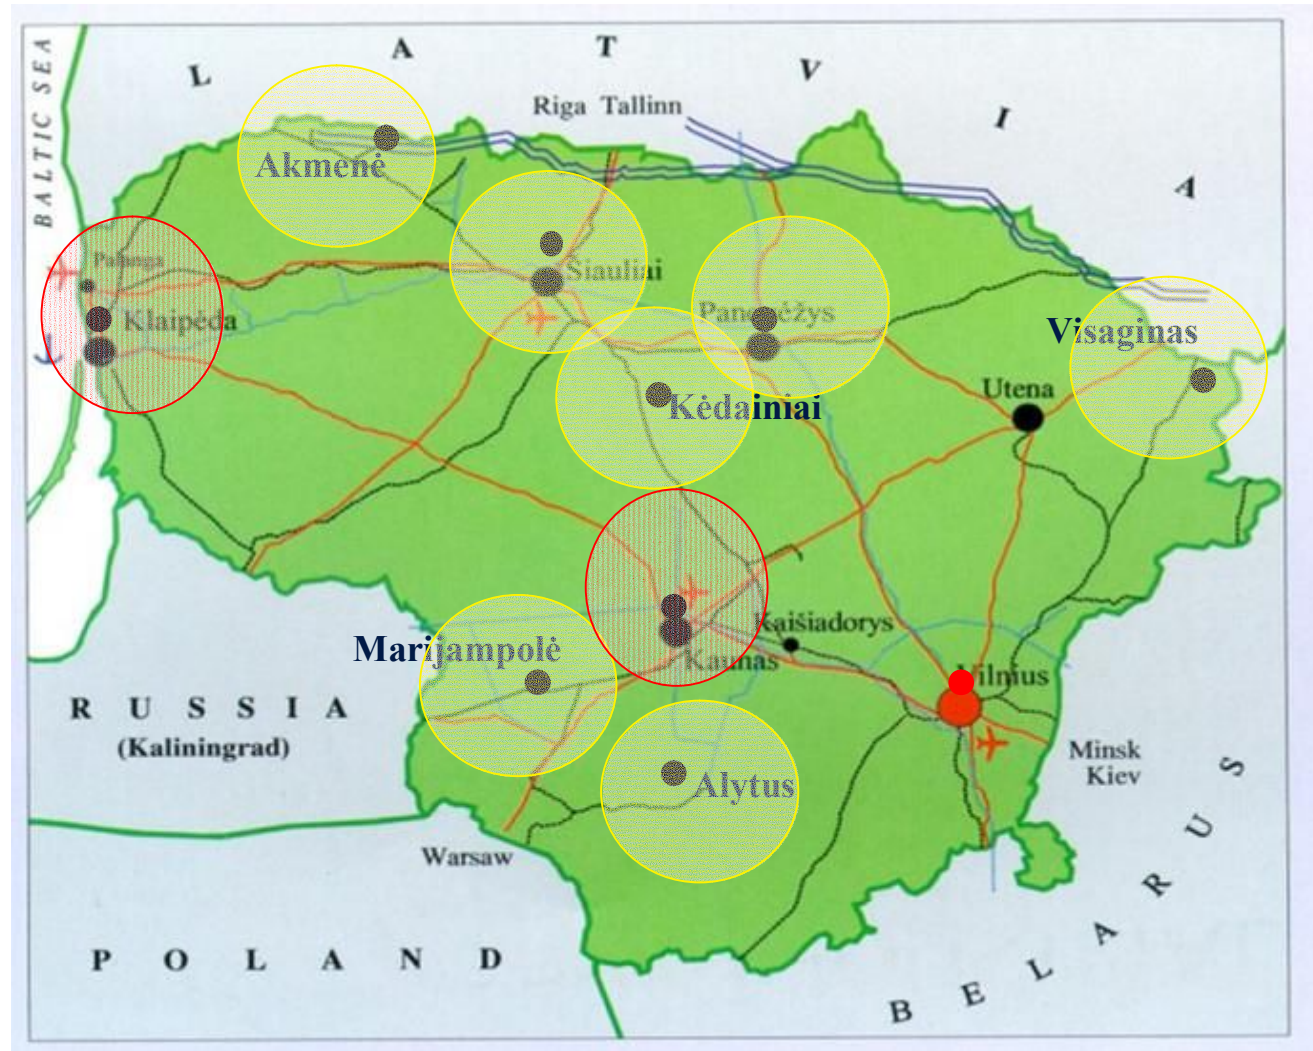 BALTIC SEA
L A T V I A
Riga Tallinn
Akmenė
Palanga
Šiauliai
Klaipėda
Visaginas
Utena
Kėdainiai
Kaišiadorys
Marijampolė
Kaunas
Vilnius
RUSSIA
(Kaliningrad)
Minsk
Kiev
Alytus
Warsaw
POLAND
BELARUS